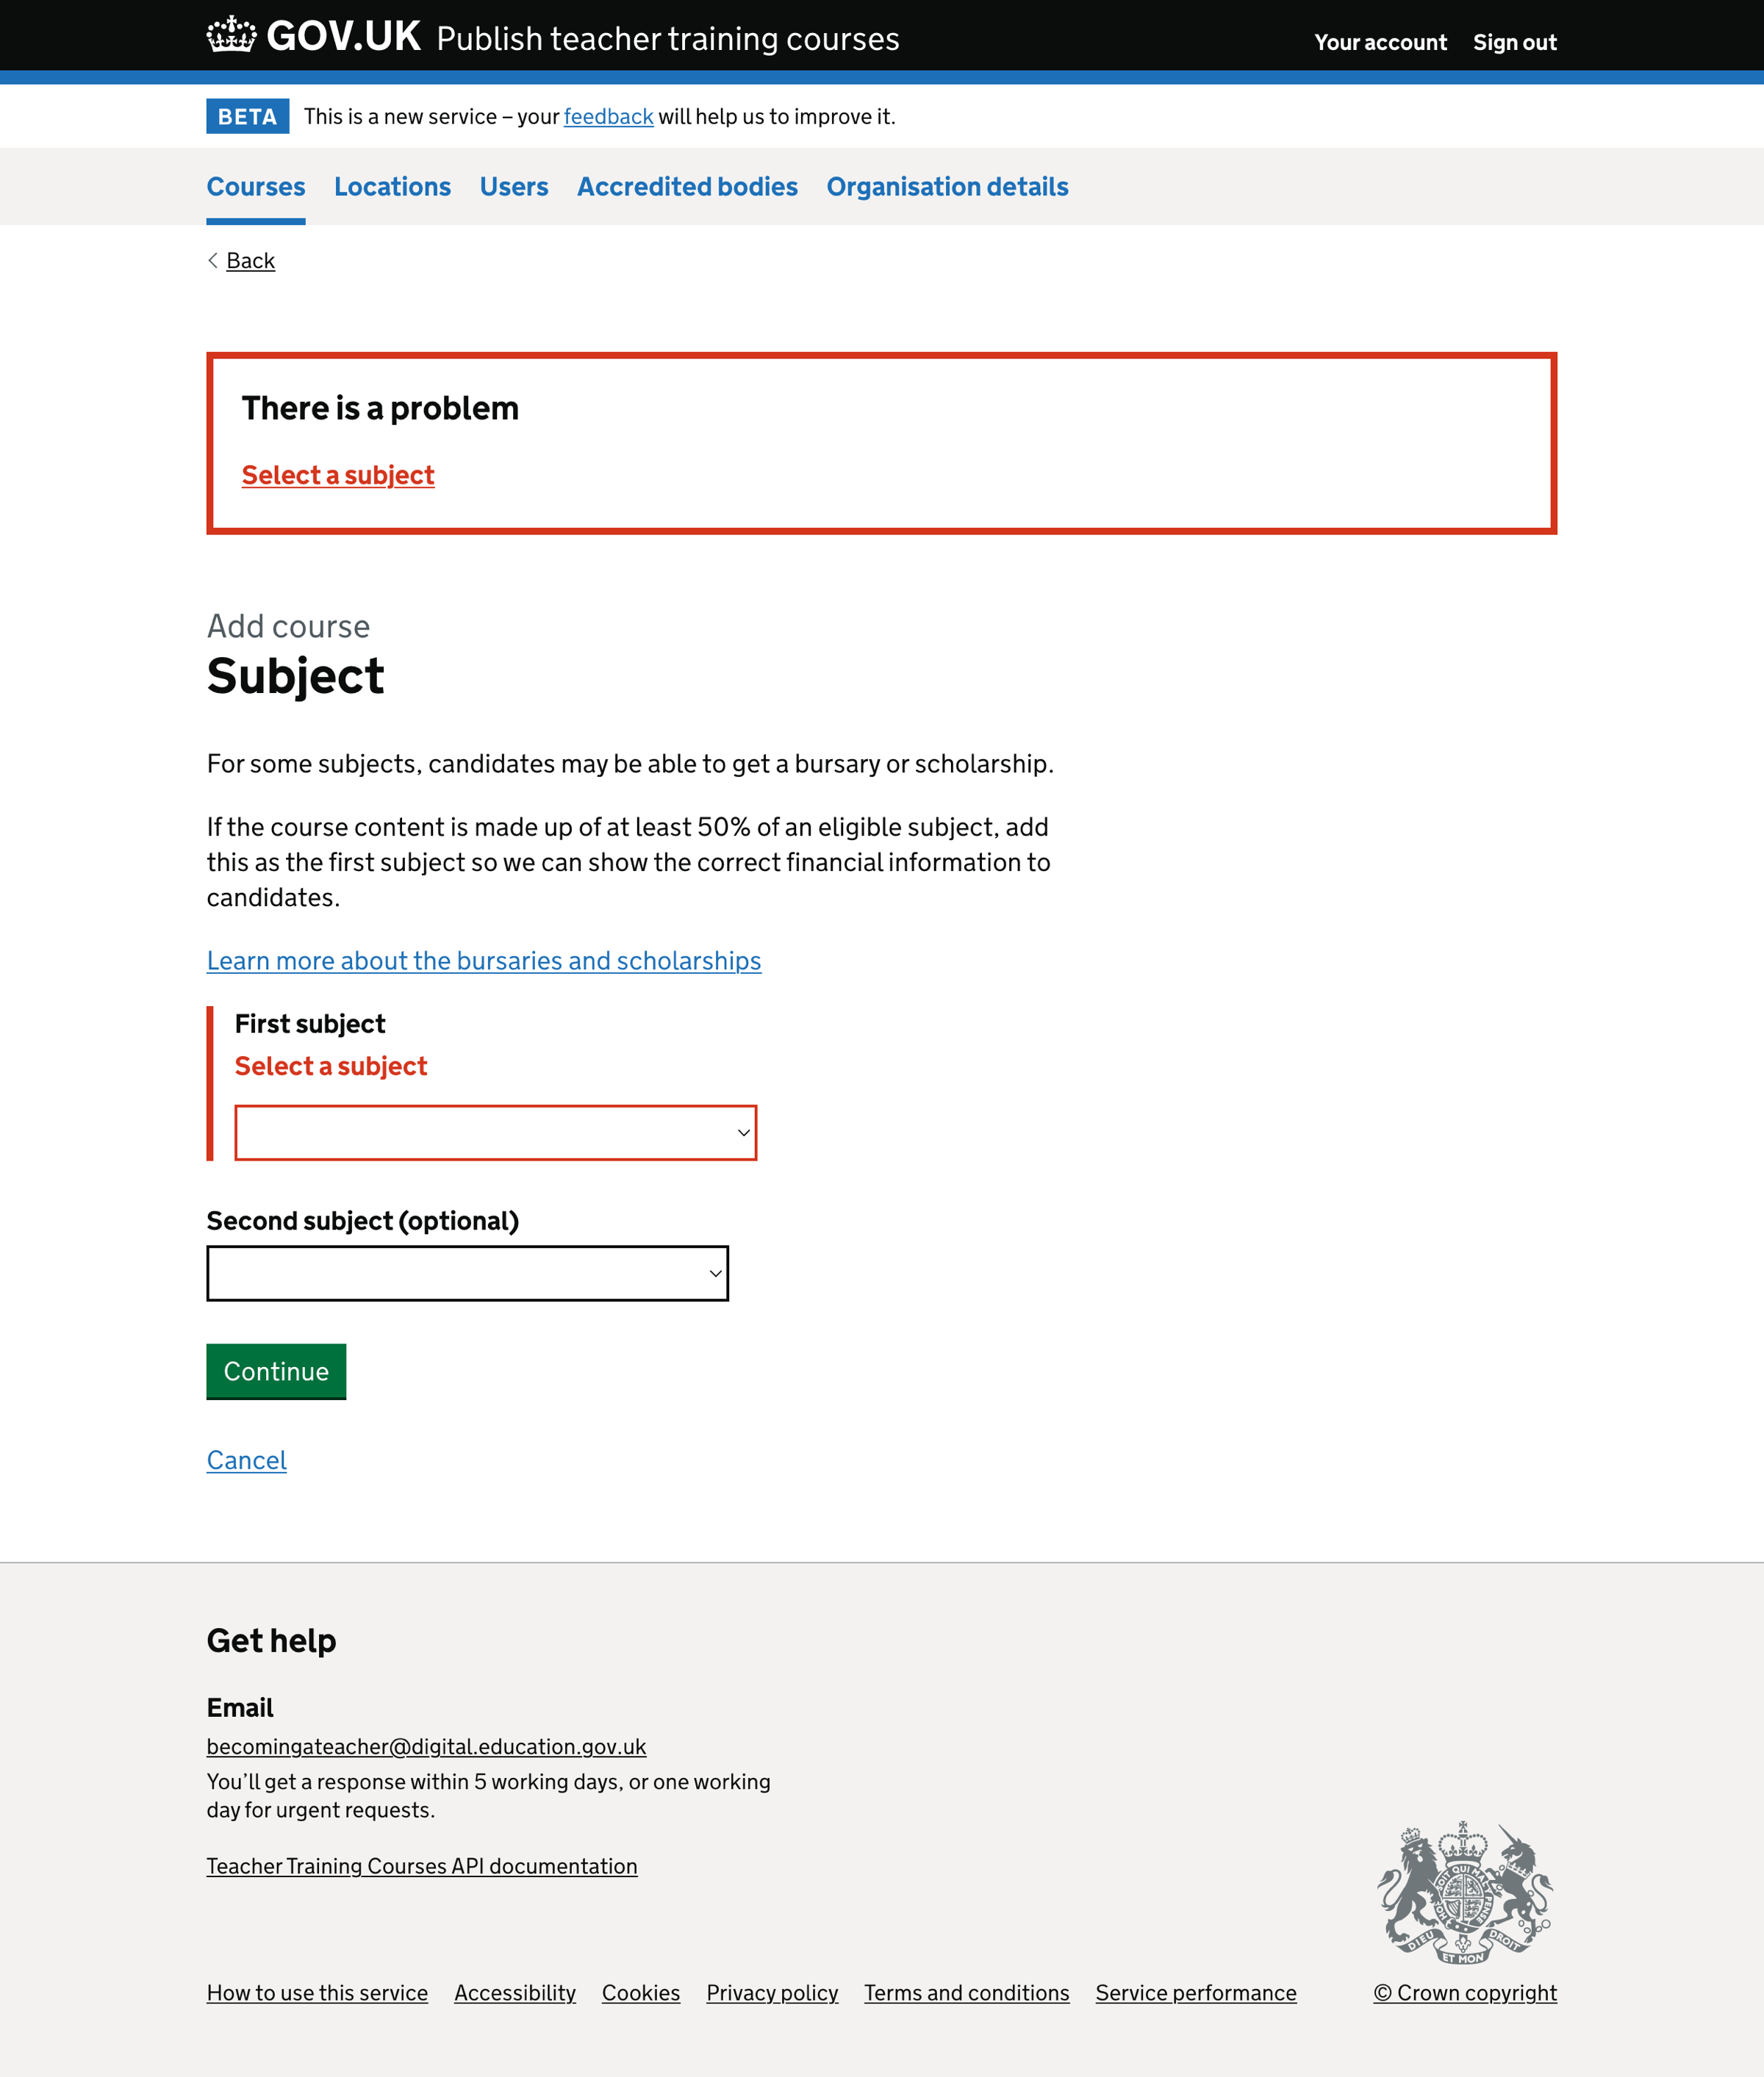 GOV.UK Publish teacher training courses
Your account Sign out
BETA This is a new service – your feedback will help us to improve it.
Courses Locations Users Accredited bodies Organisation details
Back
There is a problem
Select a subject
Add course
Subject
For some subjects, candidates may be able to get a bursary or scholarship.
If the course content is made up of at least 50% of an eligible subject, add
this as the first subject so we can show the correct financial information to
candidates.
Learn more about the bursaries and scholarships
First subject
Select a subject
Second subject (optional)
Continue
Cancel
Get help
Email
becomingateacher@digital.education.gov.uk
You’ll get a response within 5 working days, or one working
day for urgent requests.
Teacher Training Courses API documentation
DIEU ET MON DROIT
How to use this service Accessibility Cookies Privacy policy Terms and conditions Service performance © Crown copyright